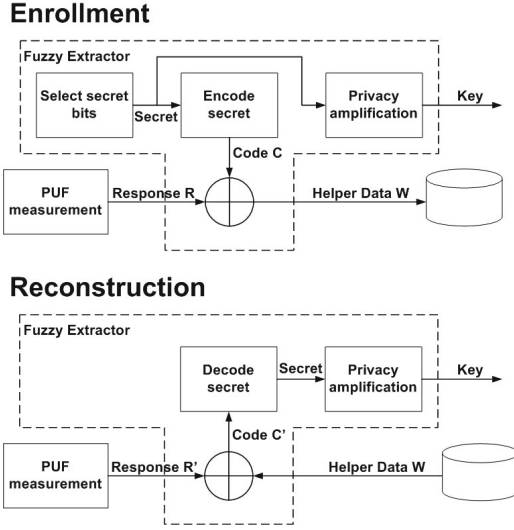 Enrollment
Fuzzy Extractor
Select secret
bits
Secret
Encode
secret
Privacy
amplification
Key
Code C
PUF
measurement
Response R
Helper Data W
Reconstruction
Fuzzy Extractor
Decode
secret
Secret
Privacy
amplification
Key
Code C'
PUF
measurement
Response R'
Helper Data W